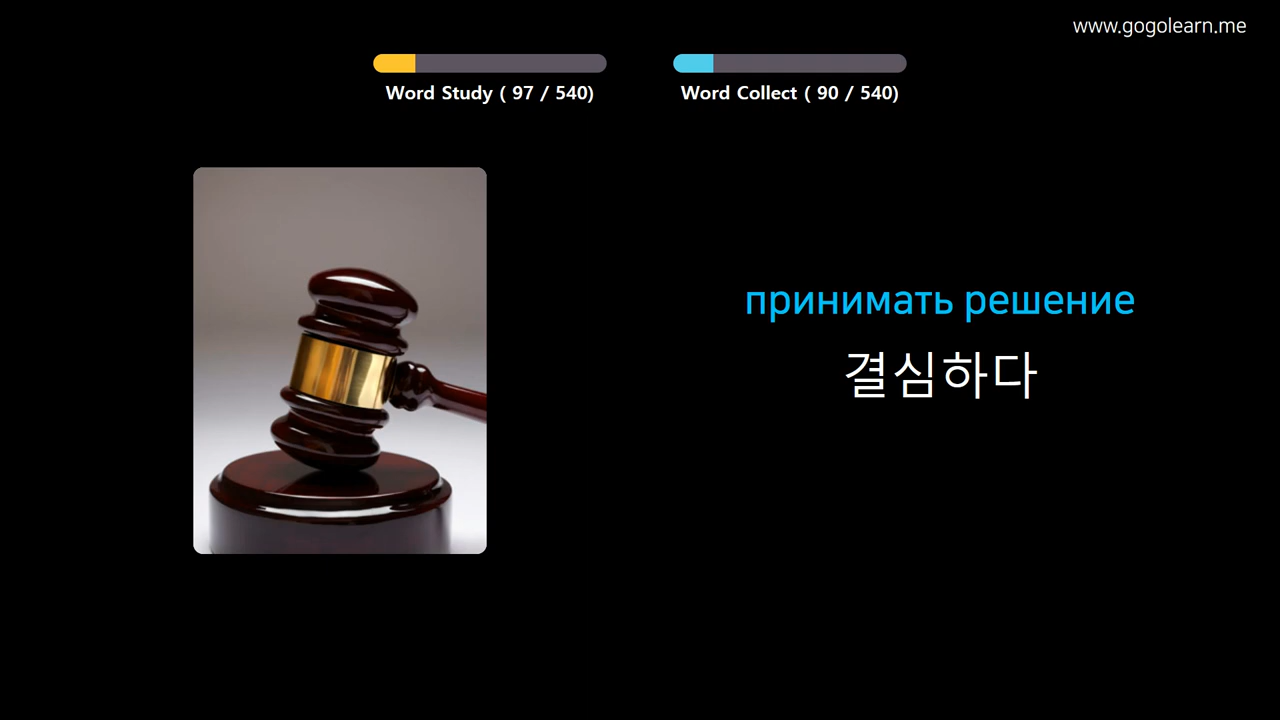 www.gogolearn.me
Word Study ( 97 / 540)
Word Collect ( 90 / 540)
принимать решение
결심하다